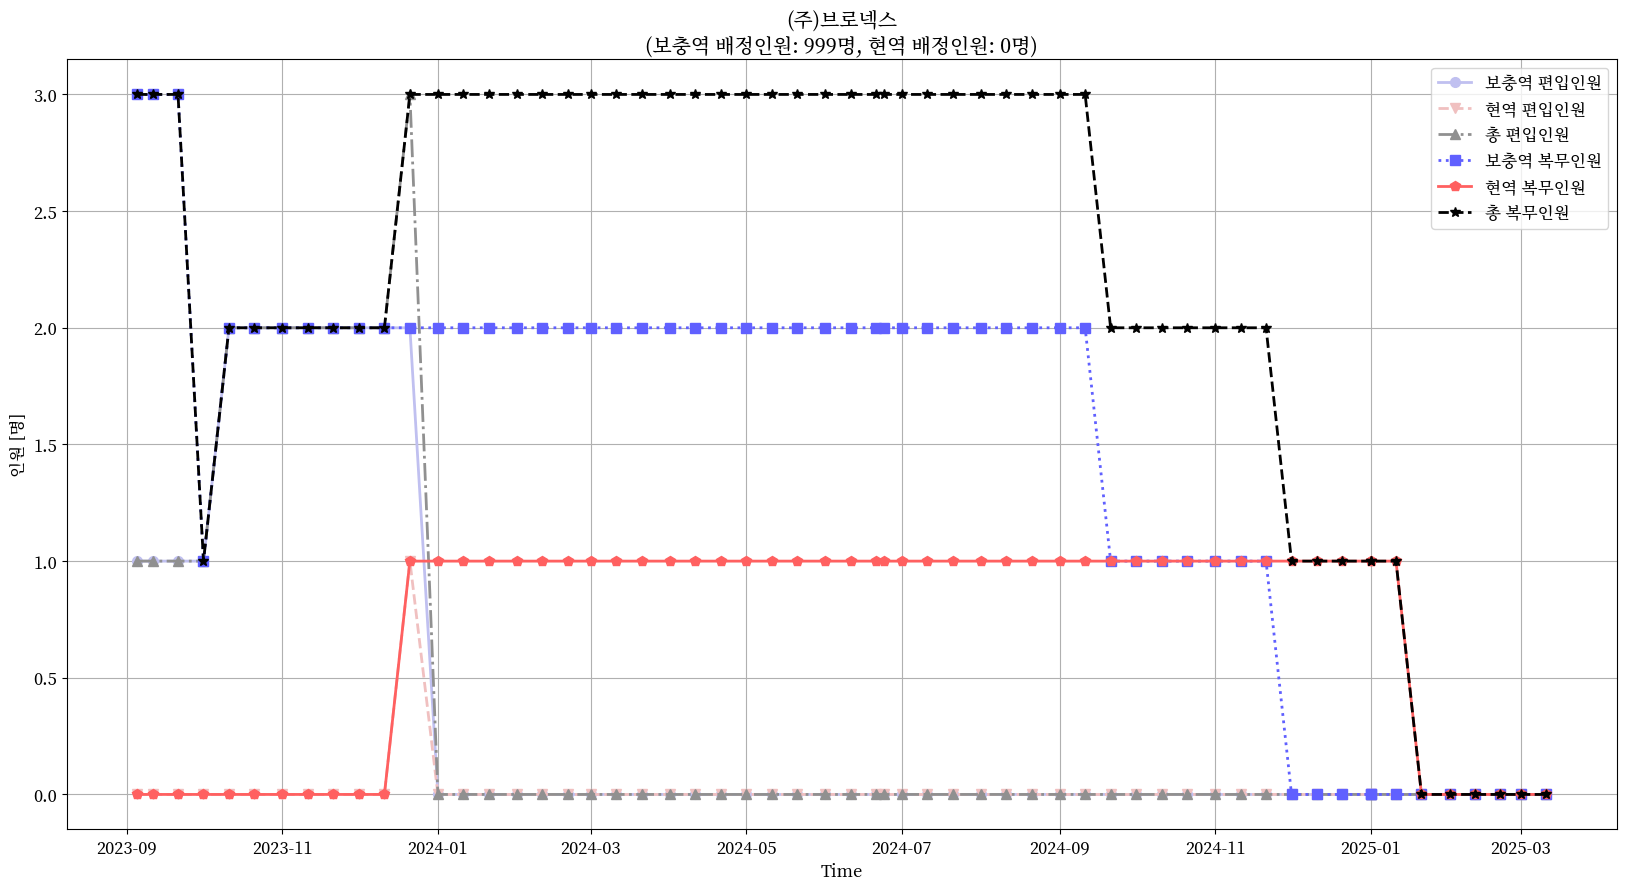 (주)브로넥스
(보충역 배정인원: 999명, 현역 배정인원: 0명)
3.0
2.5
2.0
1.5
1.0
0.5
0.0
인원 [명]
보충역 편입인원
현역 편입인원
총 편입인원
보충역 복무인원
현역 복무인원
총 복무인원
2023-09 2023-11 2024-01 2024-03 2024-05 2024-07 2024-09 2024-11 2025-01 2025-03
Time